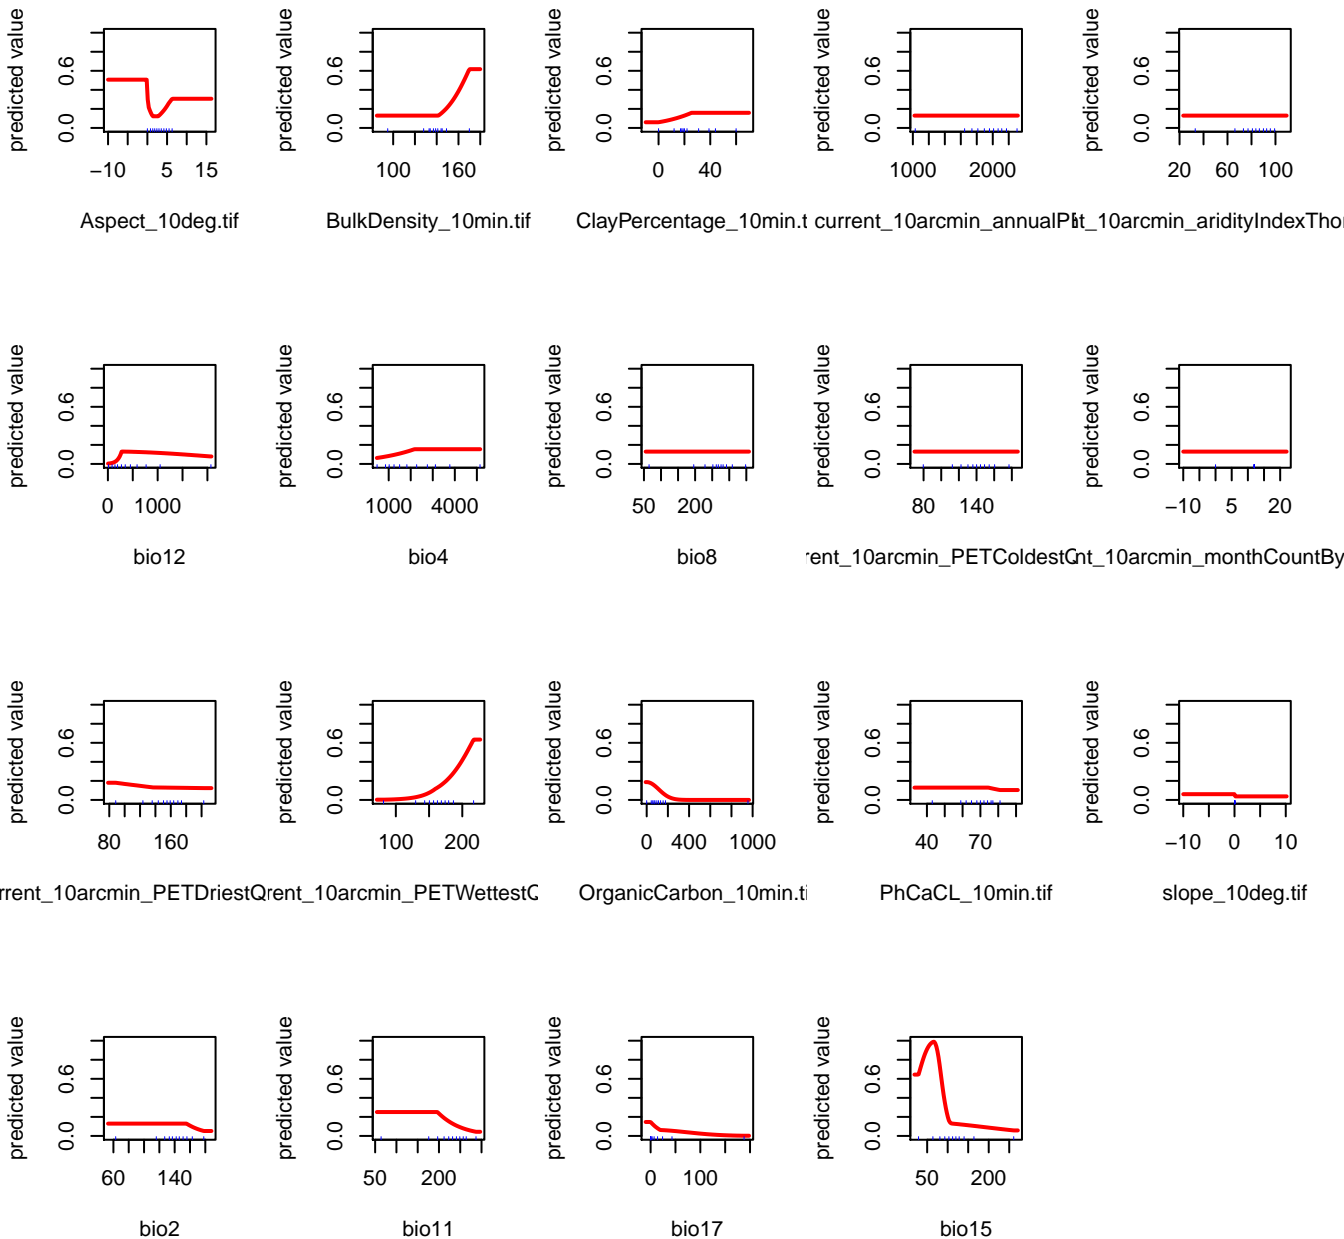 predicted value predicted value predicted value predicted value predicted value
0.0 0.6 0.0 0.6 0.0 0.6 0.0 0.6 0.0 0.6
−10 5 15 100 160 0 40 1000 2000 20 60 100
Aspect_10deg.tif BulkDensity_10min.tif ClayPercentage_10min.t current_10arcmin_annualPE t_10arcmin_aridityIndexThor
predicted value predicted value predicted value predicted value predicted value
0.0 0.6 0.0 0.6 0.0 0.6 0.0 0.6 0.0 0.6
0 1000 1000 4000 50 200 80 140 −10 5 20
bio12 bio4 bio8 rent_10arcmin_PETColdestQ nt_10arcmin_monthCountBy
predicted value predicted value predicted value predicted value predicted value
0.0 0.6 0.0 0.6 0.0 0.6 0.0 0.6 0.0 0.6
80 160 100 200 0 400 1000 40 70 −10 0 10
rrent_10arcmin_PETDriestQ rent_10arcmin_PETWettestQ OrganicCarbon_10min.ti PhCaCL_10min.tif slope_10deg.tif
predicted value predicted value predicted value predicted value
0.0 0.6 0.0 0.6 0.0 0.6 0.0 0.6
60 140 50 200 0 100 50 200
bio2 bio11 bio17 bio15